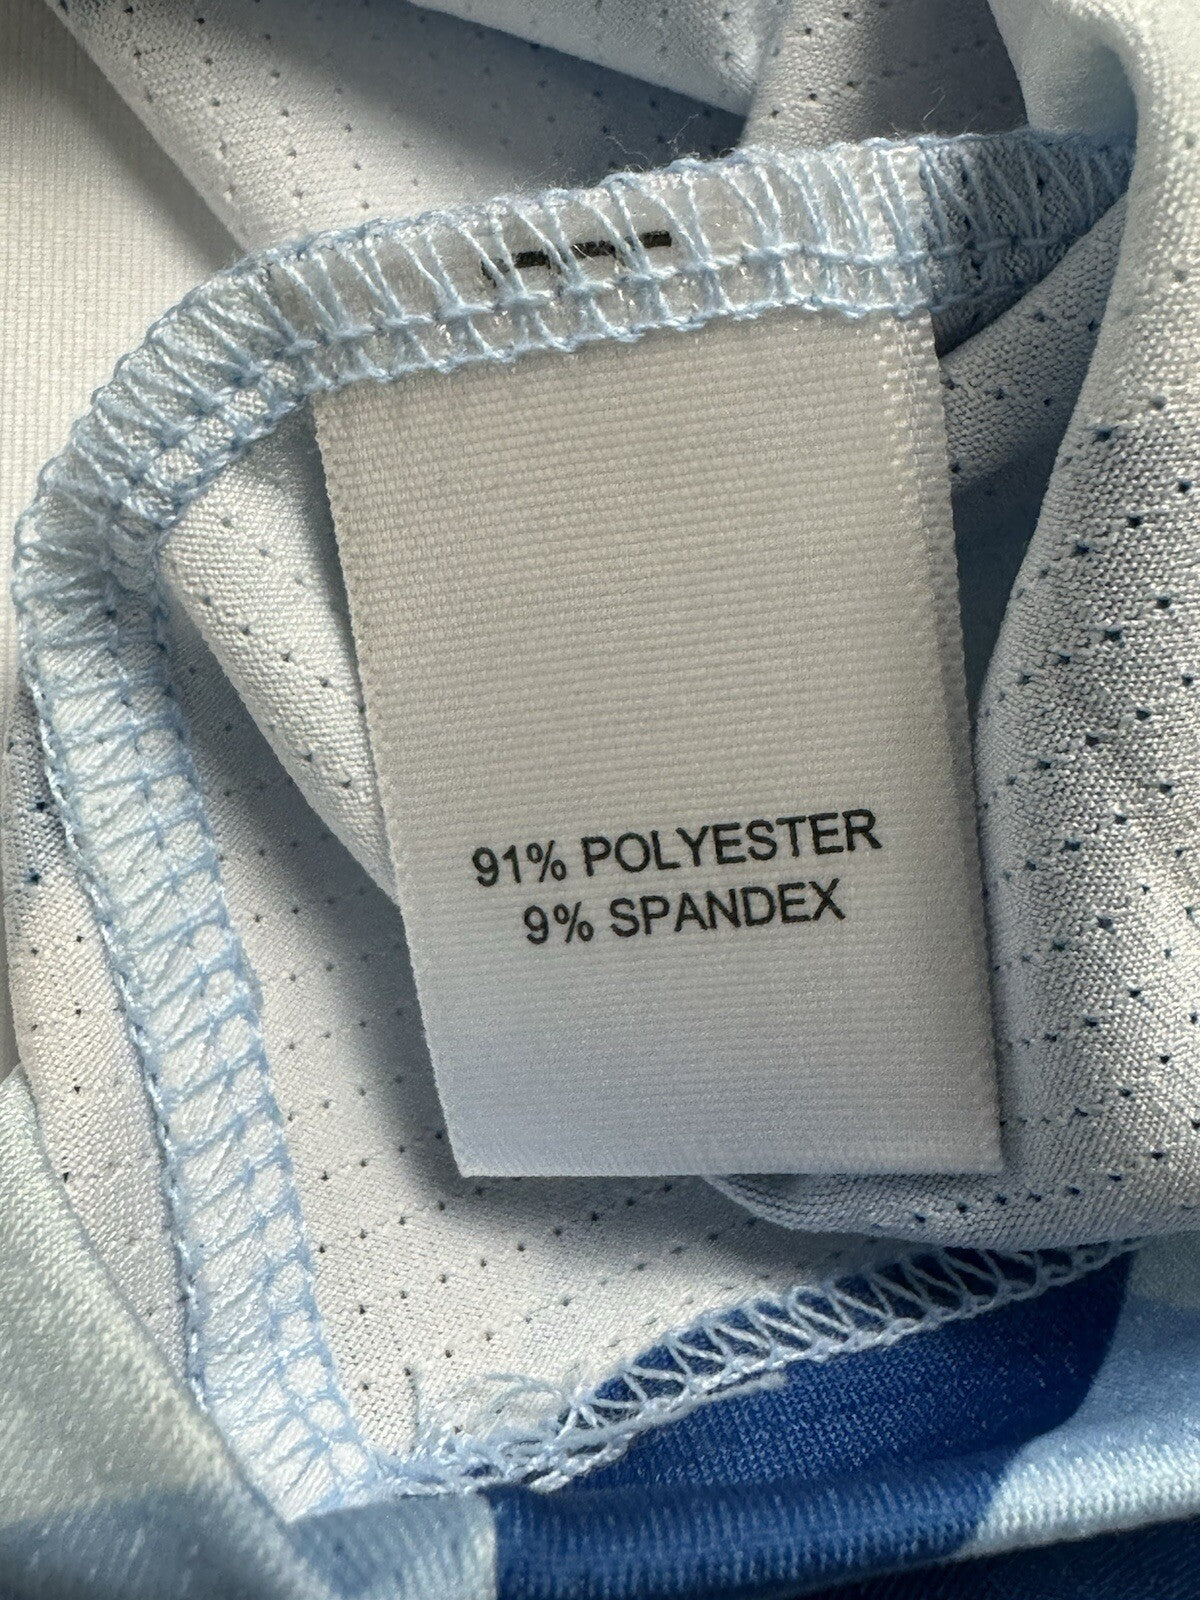 91% POLYESTER
9% SPANDEX